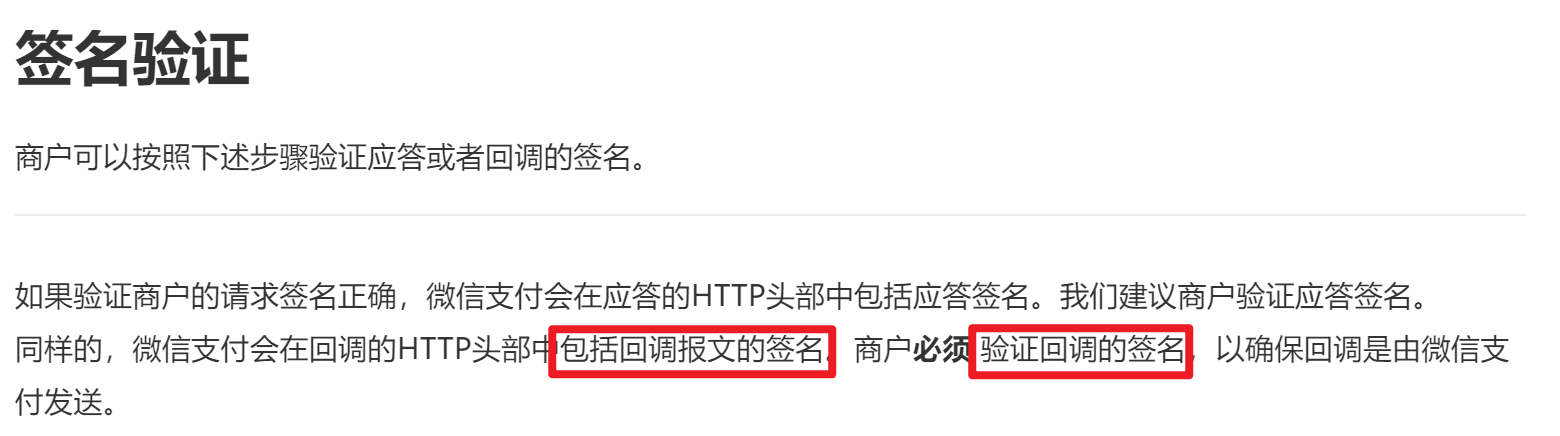 签名验证
商户可以按照下述步骤验证应答或者回调的签名。
如果验证商户的请求签名正确，微信支付会在应答的HTTP头部中包括应答签名。我们建议商户验证应答签名。
同样的，微信支付会在回调的HTTP头部中包括回调报文的签名。商户必须 验证回调的签名，以确保回调是由微信支
付发送。